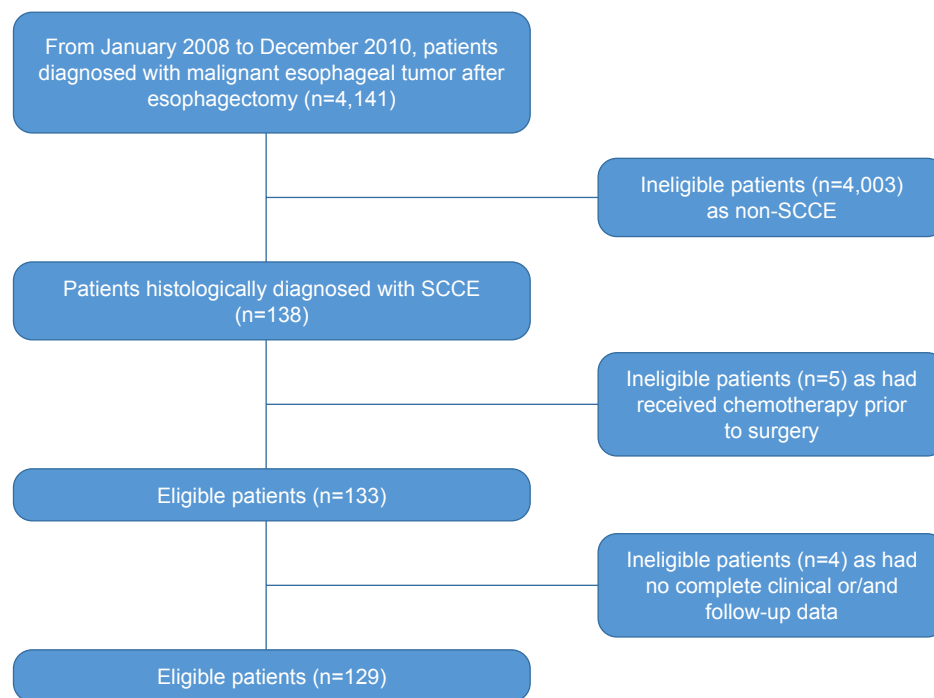 From January 2008 to December 2010, patients
diagnosed with malignant esophageal tumor after
esophagectomy (n=4,141)
Ineligible patients (n=4,003)
as non-SCCE
Patients histologically diagnosed with SCCE
(n=138)
Ineligible patients (n=5) as had
received chemotherapy prior
to surgery
Eligible patients (n=133)
Ineligible patients (n=4) as had
no complete clinical or/and
follow-up data
Eligible patients (n=129)